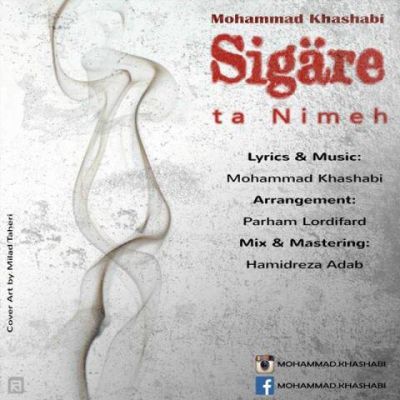 Mohammad Khashabi
Sigäre
ta Nimeh
Lyrics & Music:
Mohammad Khashabi
Arrangement:
Parham Lordifard
Mix & Mastering:
Hamidreza Adab
Cover Art by Milad Taheri
MOHAMMAD.KHASHABI
MOHAMMAD.KHASHABI